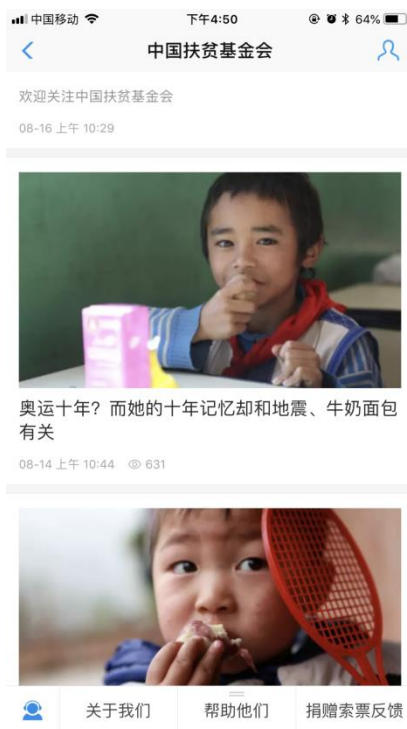 中国移动 下午4:50 64%
中国扶贫基金会
欢迎关注中国扶贫基金会
08-16 上午 10:29
奥运十年？而她的十年记忆却和地震、牛奶面包
有关
08-14 上午 10:44 631
关于我们 帮助他们 捐赠索票反馈